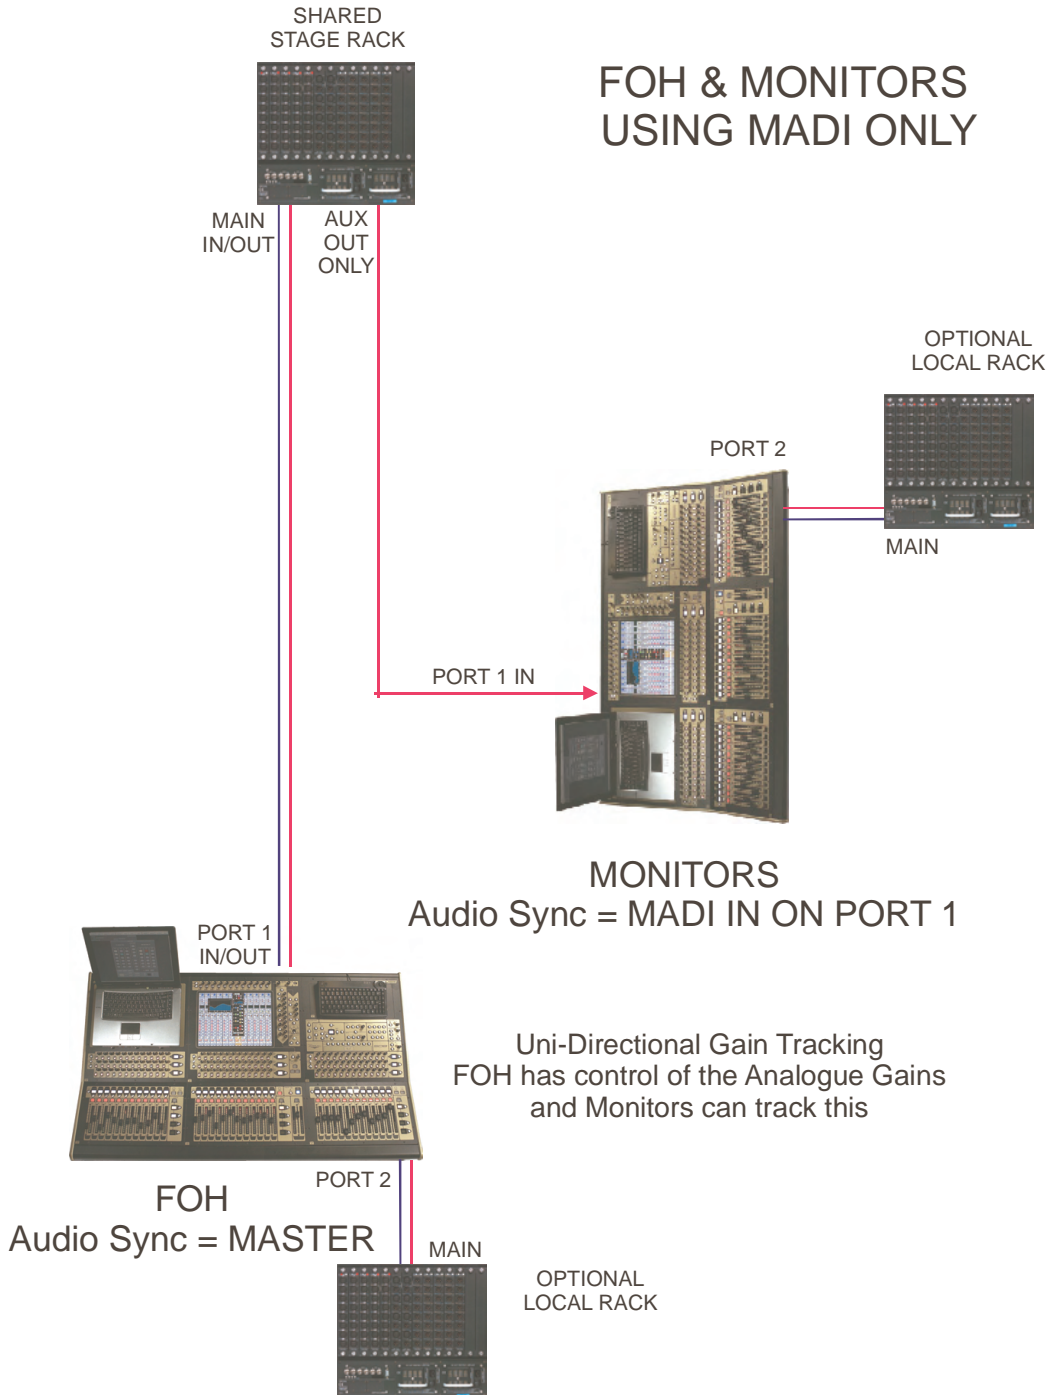 SHARED
STAGE RACK
FOH & MONITORS
USING MADI ONLY
MAIN
IN/OUT
AUX
OUT
ONLY
OPTIONAL
LOCAL RACK
PORT 2
MAIN
PORT 1 IN
MONITORS
Audio Sync = MADI IN ON PORT 1
PORT 1
IN/OUT
Uni-Directional Gain Tracking
FOH has control of the Analogue Gains
and Monitors can track this
PORT 2
FOH
Audio Sync = MASTER
MAIN
OPTIONAL
LOCAL RACK